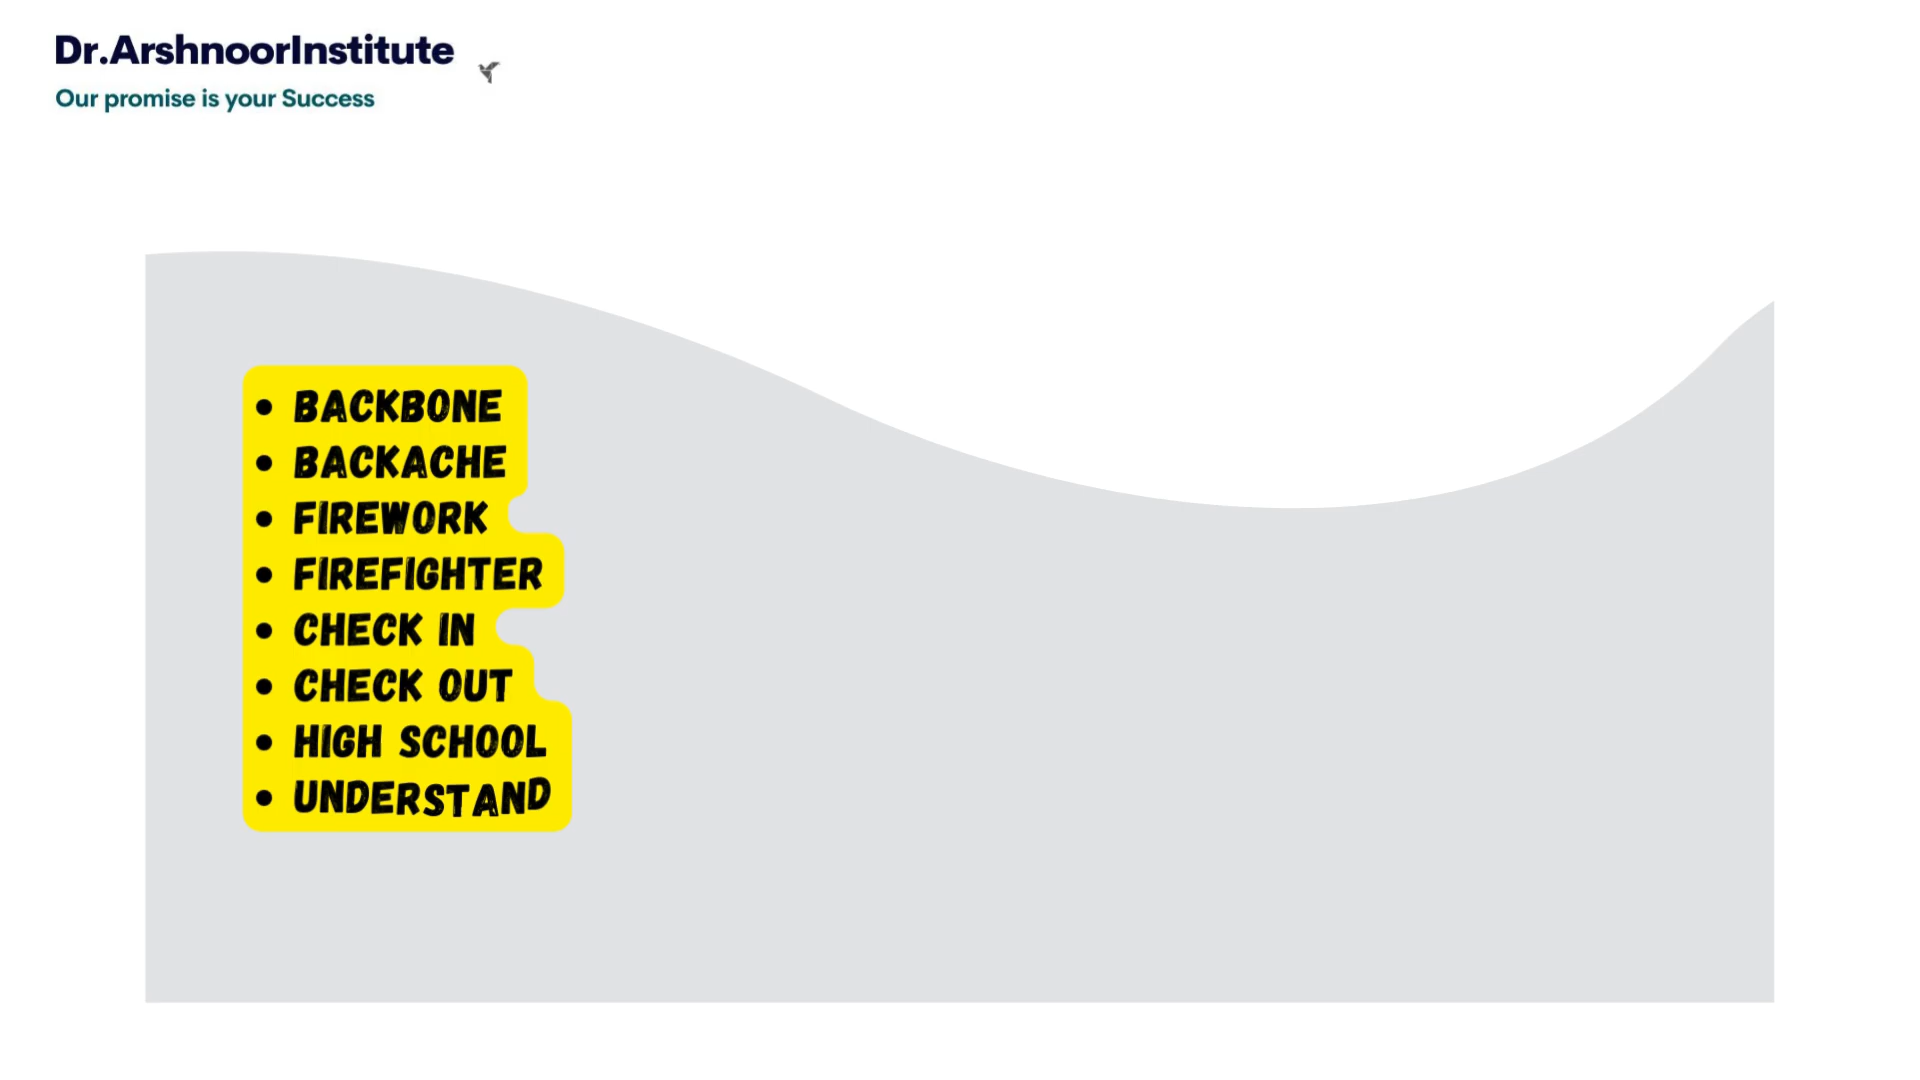 Dr.ArshnoorInstitute
Our promise is your Success
• BACKBONE
• BACKACHE
• FIREWORK
• FIREFIGHTER
• CHECK IN
• CHECK OUT
• HIGH SCHOOL
• UNDERSTAND